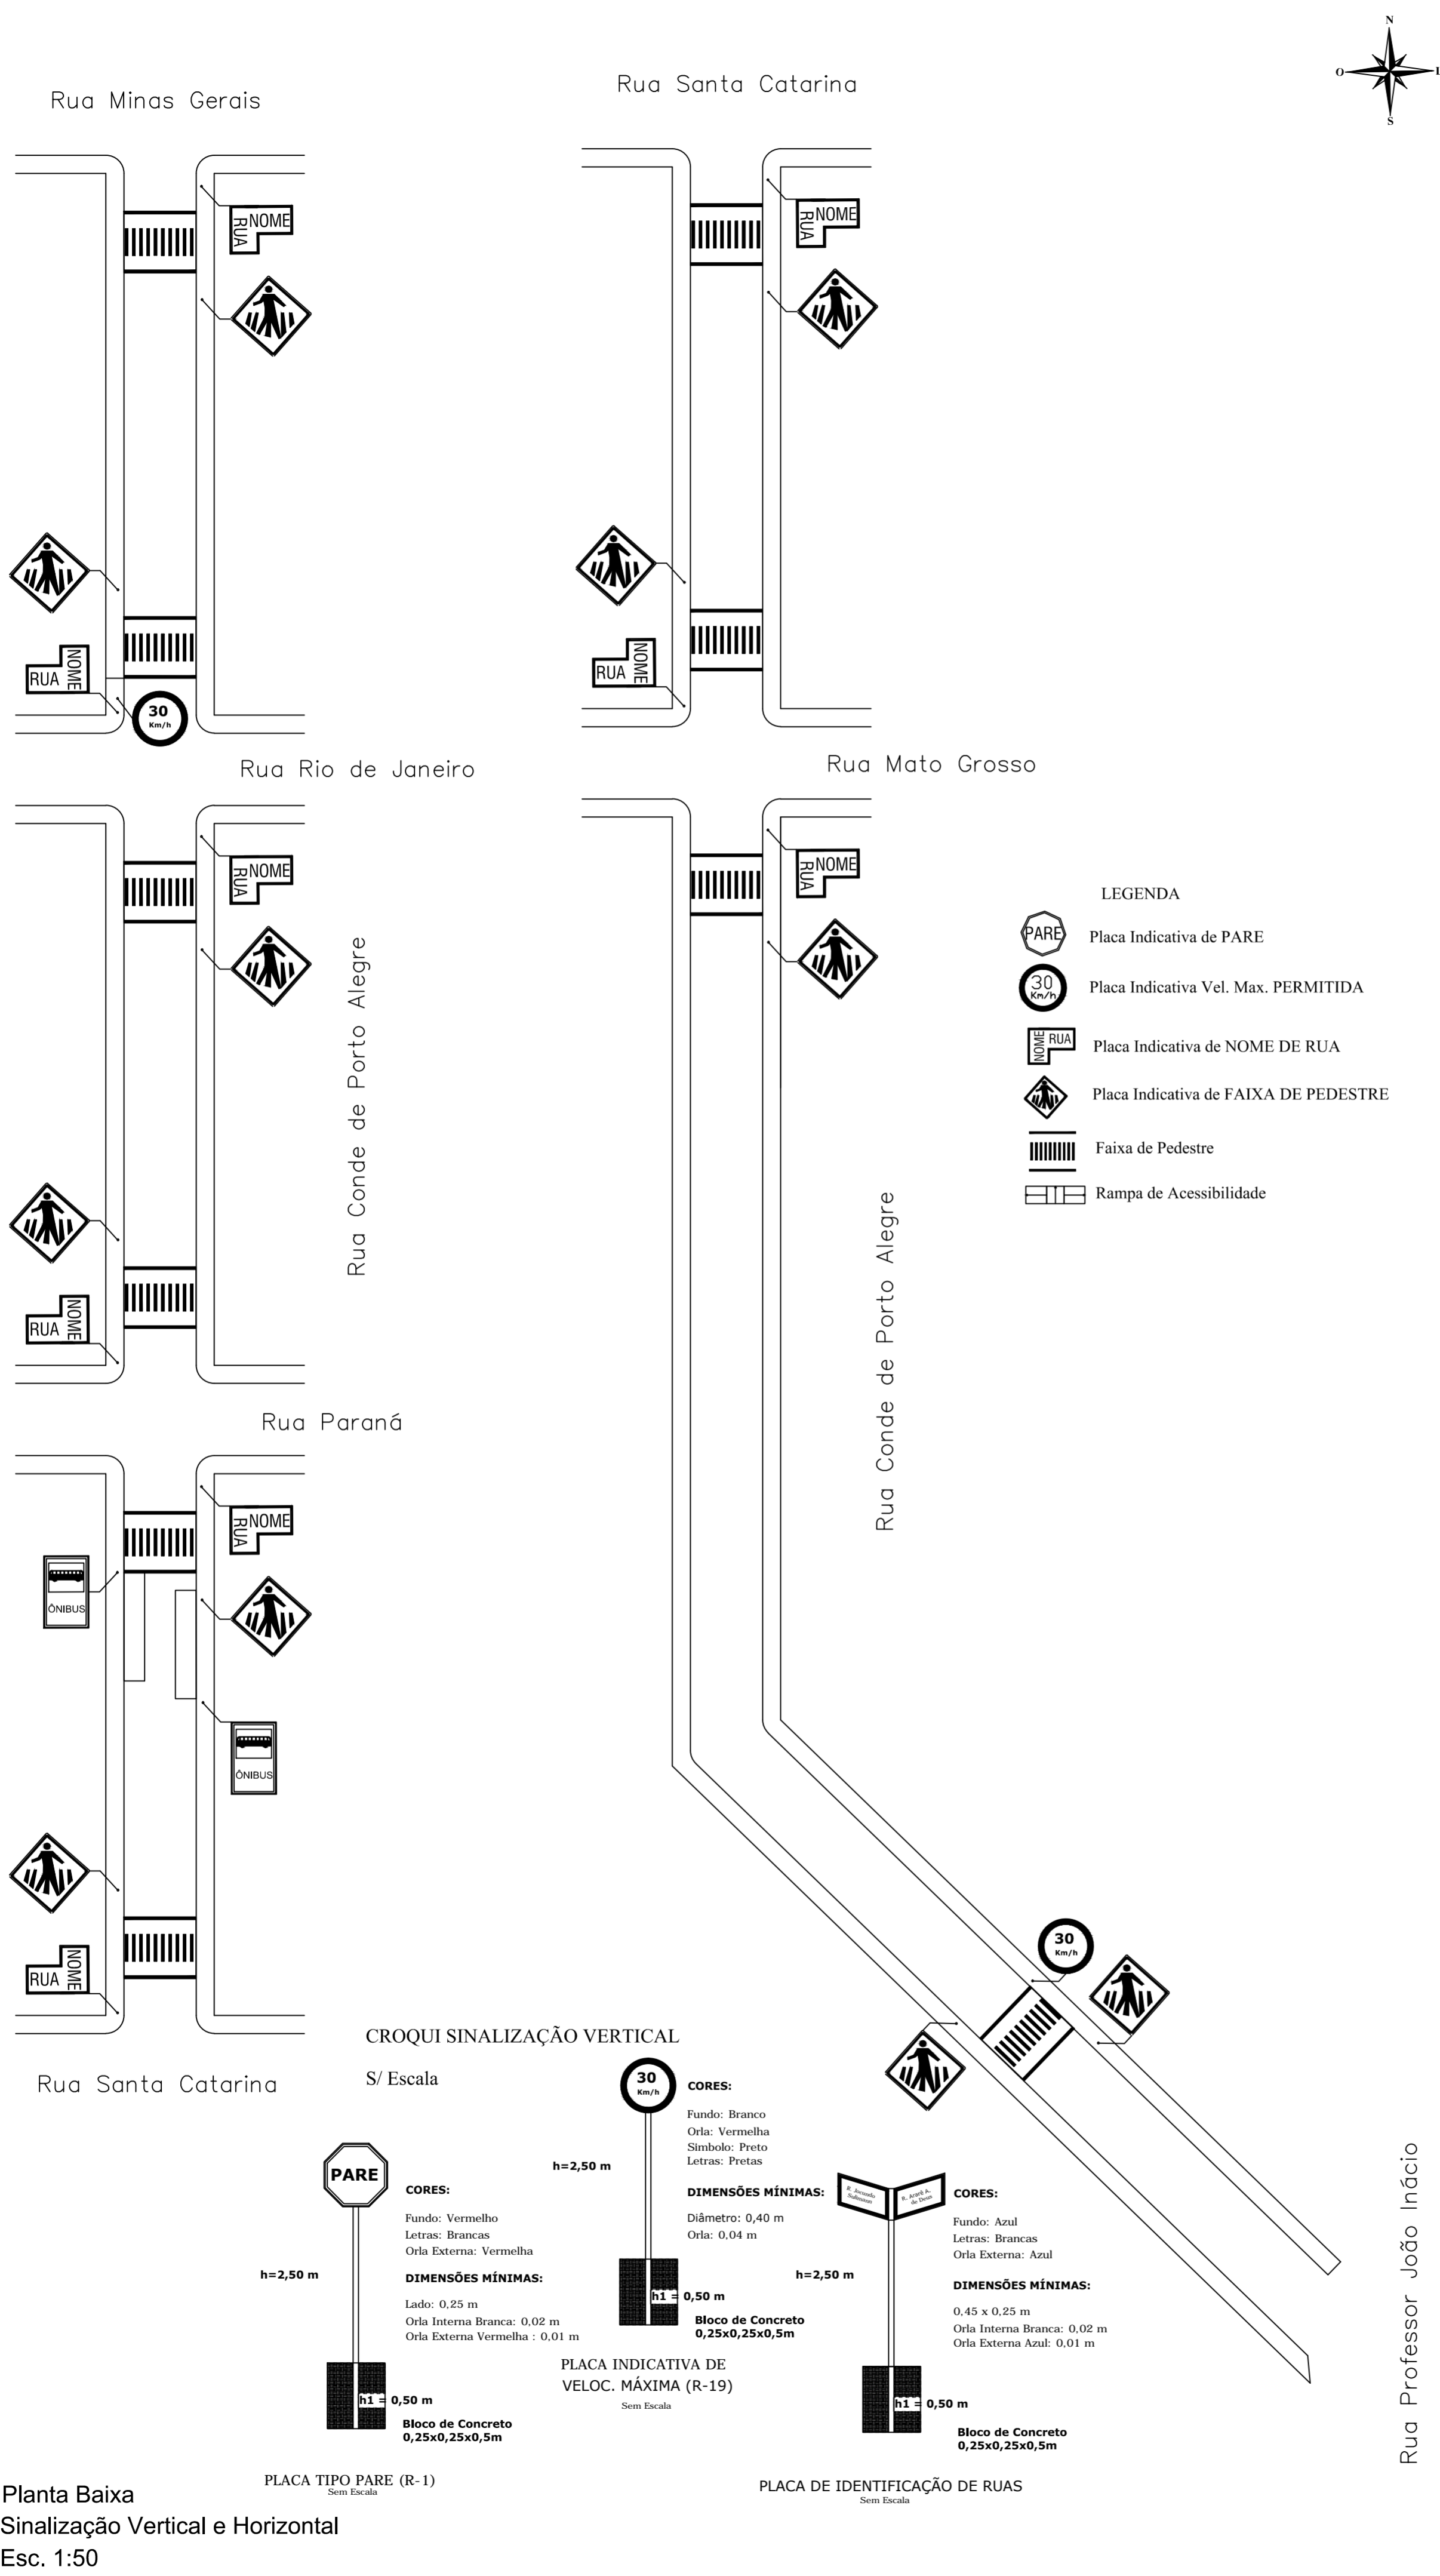 N
O
L
S
Rua Minas Gerais
Rua Santa Catarina
RUA
NOME
RUA
NOME
RUA
NOME
30
Km/h
RUA
NOME
Rua Rio de Janeiro
Rua Mato Grosso
RUA
NOME
RUA
NOME
Rua Conde de Porto Alegre
LEGENDA
PARE
Placa Indicativa de PARE
30
Km/h
Placa Indicativa Vel. Max. PERMITIDA
NOME
RUA
Placa Indicativa de NOME DE RUA
Placa Indicativa de FAIXA DE PEDESTRE
Faixa de Pedestre
Rampa de Acessibilidade
RUA
NOME
Rua Conde de Porto Alegre
Rua Paraná
RUA
NOME
ÔNIBUS
ÔNIBUS
RUA
NOME
30
Km/h
Rua Santa Catarina
Rua Professor João Inácio
CROQUI SINALIZAÇÃO VERTICAL
S/ Escala
PARE
h=2,50 m
CORES:
Fundo: Vermelho
Letras: Brancas
Orla Externa: Vermelha
DIMENSÕES MÍNIMAS:
Lado: 0,25 m
Orla Interna Branca: 0,02 m
Orla Externa Vermelha : 0,01 m
h1 = 0,50 m
Bloco de Concreto
0,25x0,25x0,5m
PLACA TIPO PARE (R-1)
Sem Escala
30
Km/h
h=2,50 m
CORES:
Fundo: Branco
Orla: Vermelha
Simbolo: Preto
Letras: Pretas
DIMENSÕES MÍNIMAS:
Diâmetro: 0,40 m
Orla: 0,04 m
h1 = 0,50 m
Bloco de Concreto
0,25x0,25x0,5m
PLACA INDICATIVA DE
VELOC. MÁXIMA (R-19)
Sem Escala
R. Jocundo
R. Araré A.
de Deus
h=2,50 m
CORES:
Fundo: Azul
Letras: Brancas
Orla Externa: Azul
DIMENSÕES MÍNIMAS:
0,45 x 0,25 m
Orla Interna Branca: 0,02 m
Orla Externa Azul: 0,01 m
h1 = 0,50 m
Bloco de Concreto
0,25x0,25x0,5m
PLACA DE IDENTIFICAÇÃO DE RUAS
Sem Escala
Planta Baixa
Sinalização Vertical e Horizontal
Esc. 1:50